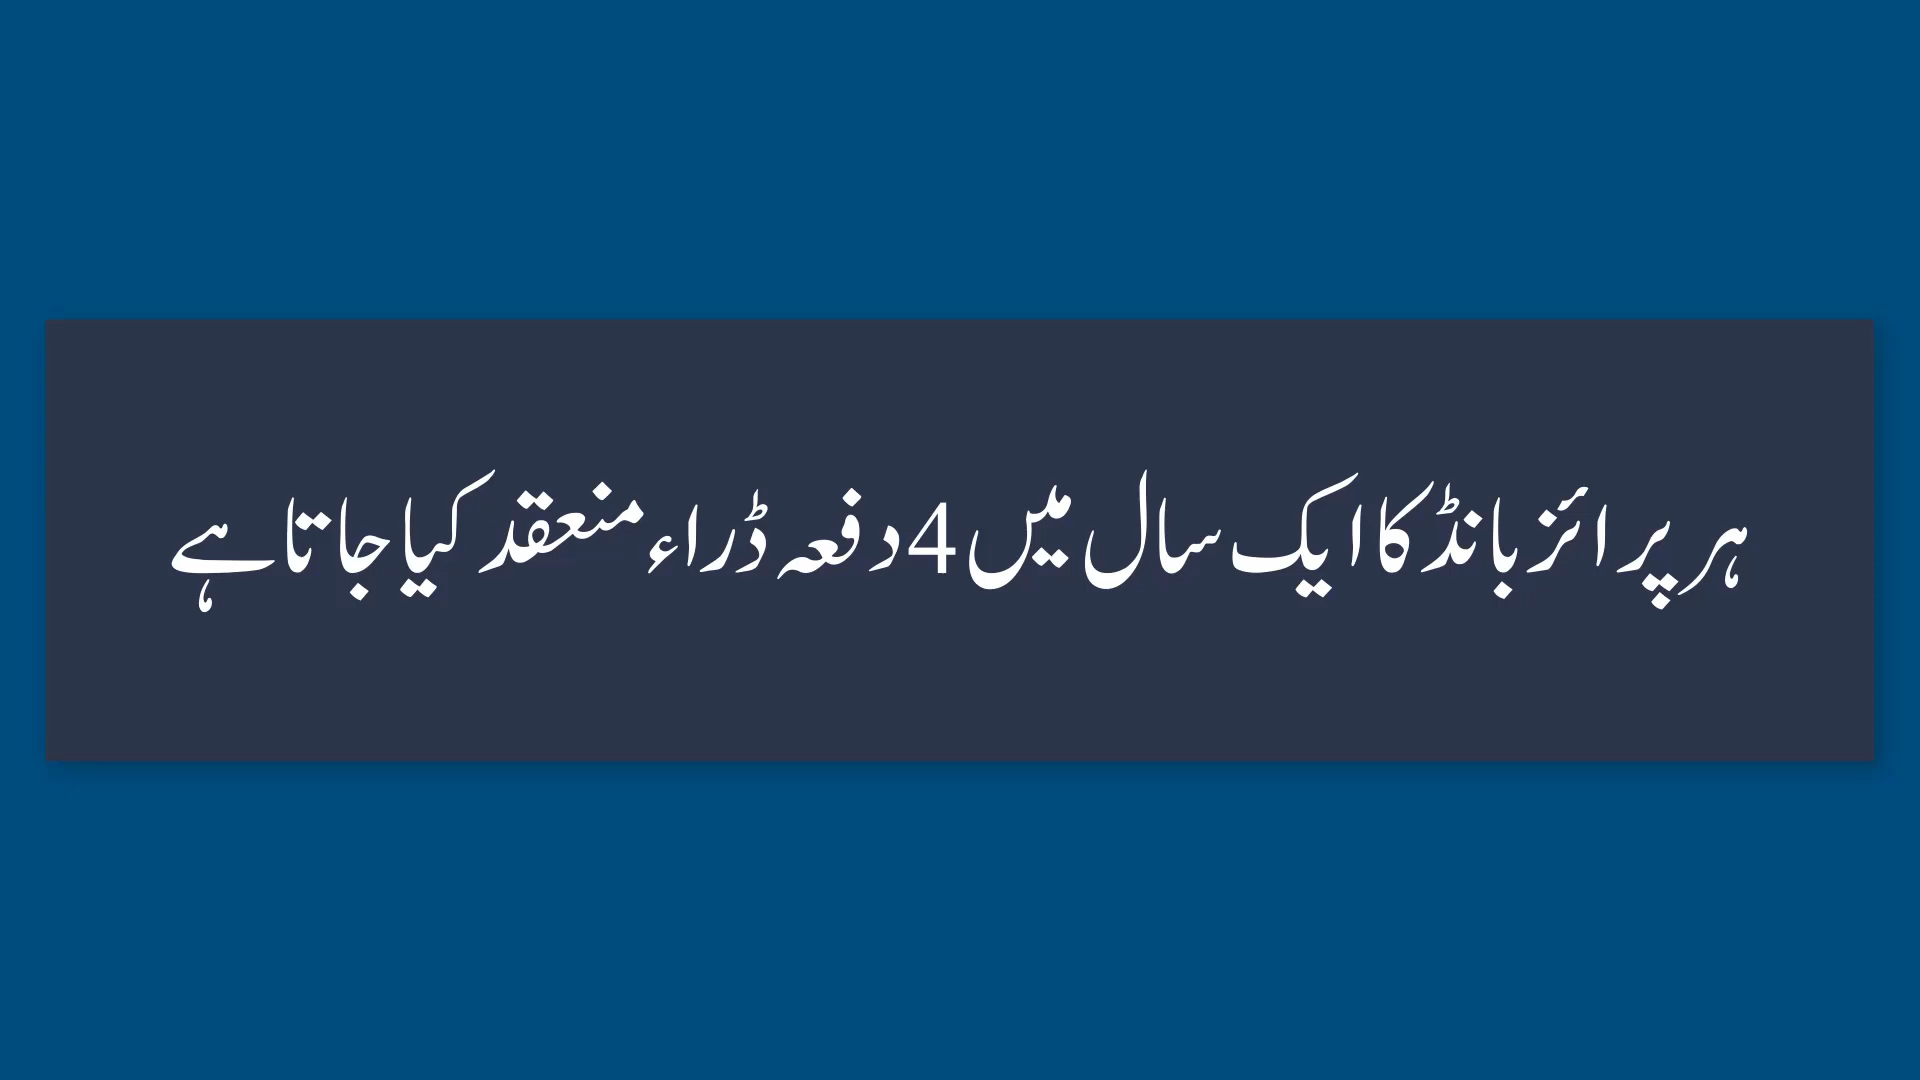 ہر پرائز بانڈ کا ایک سال میں 4 دفعہ ڈراء منعقد کیا جاتا ہے